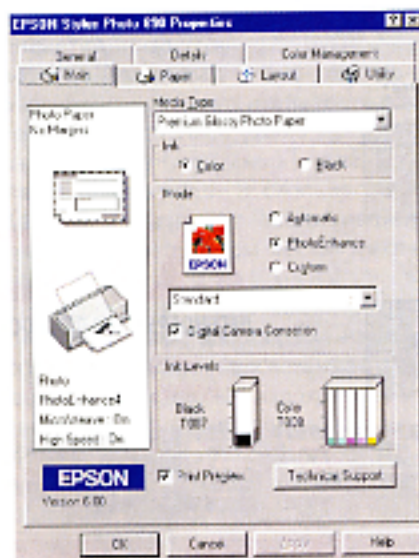 EPSON Stylus Photo 890 Properties
General Details Color Management
Main Paper Layout Utility
Photo Paper
No Margins
Media Type
Premium Glossy Photo Paper
Ink
Color Black
Mode
Automatic
PhotoEnhance
Custom
EPSON
Standard
Digital Camera Correction
Photo
PhotoEnhance4
MicroWeave : On
High Speed : On
Ink Levels
Black
T007
Color
T008
EPSON
Version 6.00
Print Preview
Technical Support
OK Cancel Apply Help